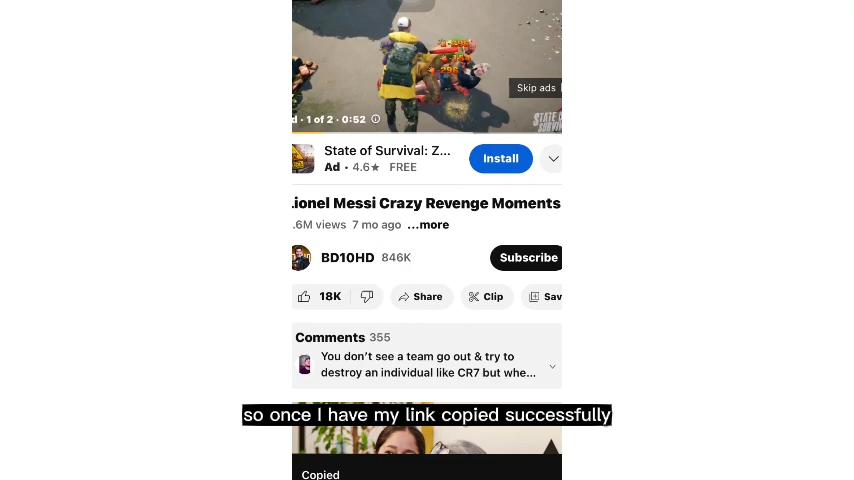 Skip ads
1 of 2 · 0:52
State of Survival: Z...
Install
Ad · 4.6★ FREE
ionel Messi Crazy Revenge Moments
.6M views 7 mo ago ...more
BD10HD 846K
Subscribe
18K
Share
Clip
Sav
Comments 355
You don't see a team go out & try to
destroy an individual like CR7 but whe...
so once I have my link copied successfully
Copied